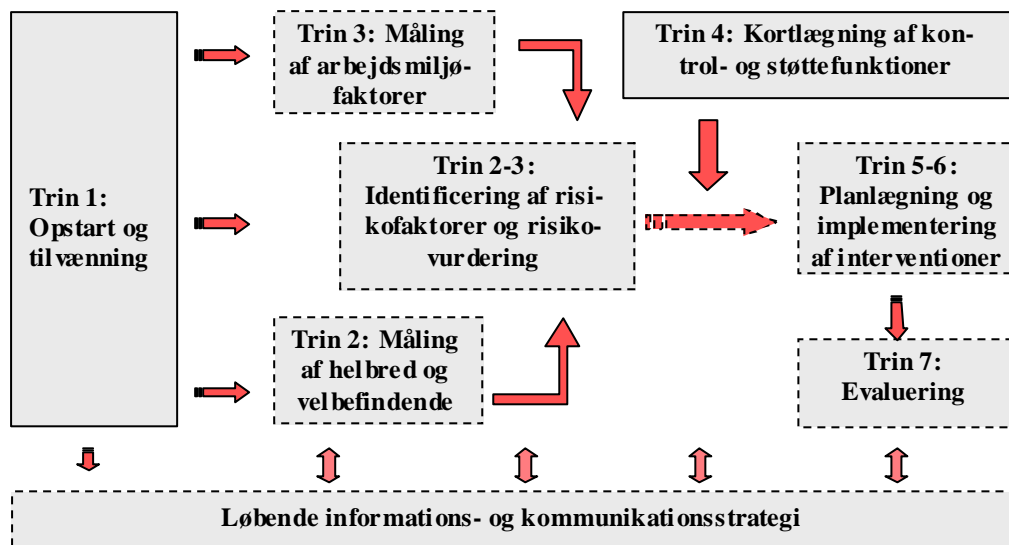 Trin 1:
Opstart og
tilvænning
Trin 3: Måling
af arbejdsmiljø-
faktorer
Trin 4: Kortlægning af kon-
trol- og støttefunktioner
Trin 2-3:
Identificering af risi-
kofaktorer og risiko-
vurdering
Trin 5-6:
Planlægning og
implementering
af interventioner
Trin 2: Måling
af helbred og
velbefindende
Trin 7:
Evaluering
Løbende informations- og kommunikationsstrategi